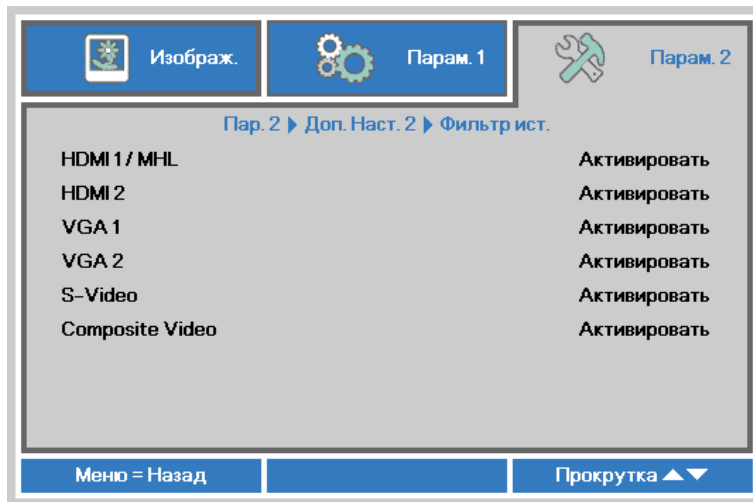 Изображ. Парам. 1 Парам. 2
Пар. 2 Доп. Наст. 2 Фильтр ист.
HDMI 1 / MHL Активировать
HDMI 2 Активировать
VGA 1 Активировать
VGA 2 Активировать
S-Video Активировать
Composite Video Активировать
Меню = Назад Прокрутка